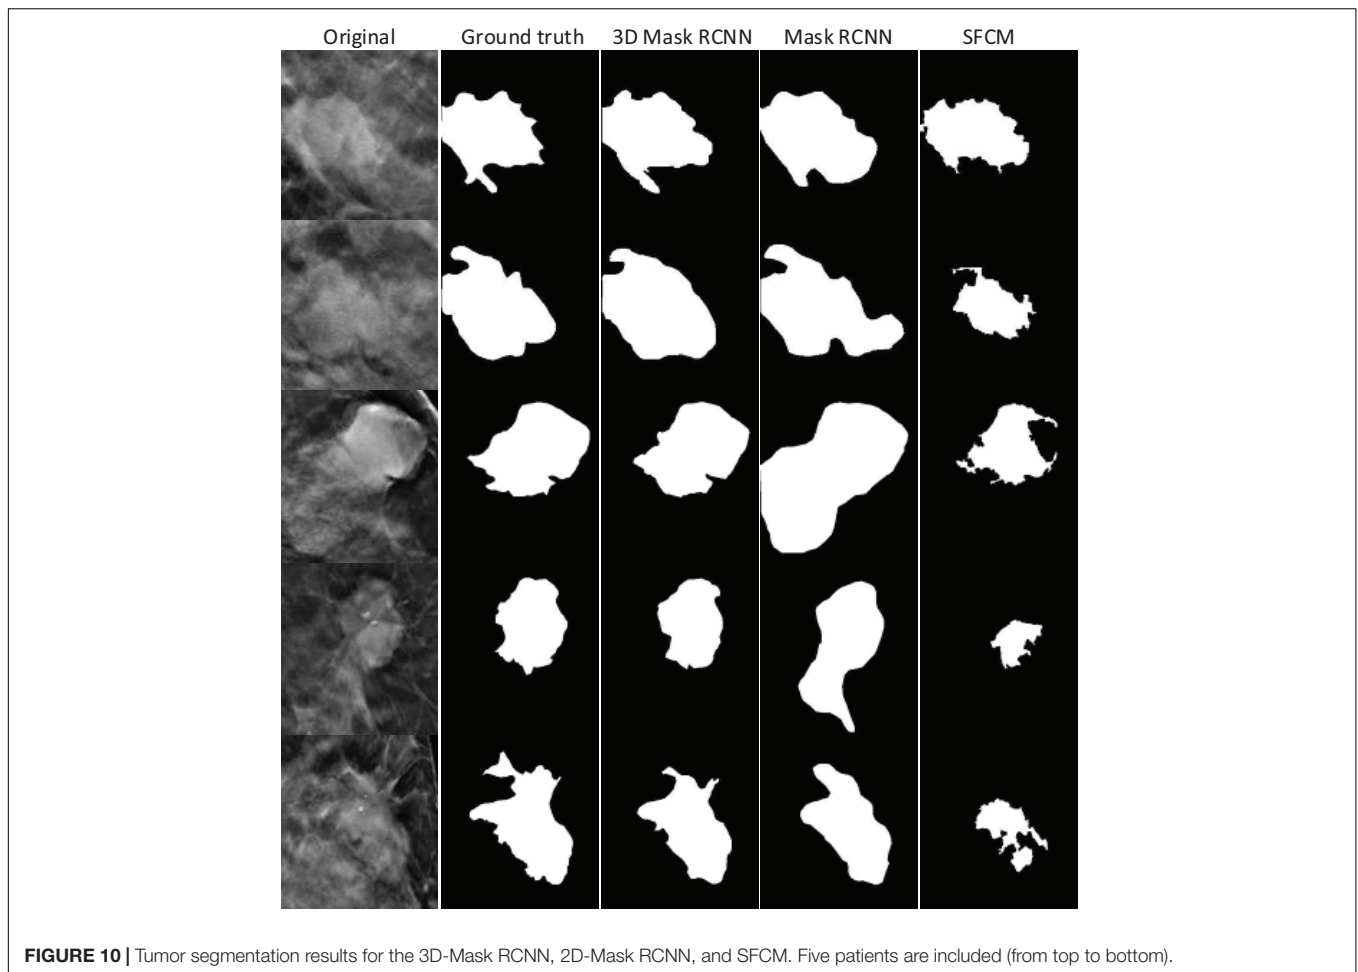 Original Ground truth 3D Mask RCNN Mask RCNN SFCM
FIGURE 10 | Tumor segmentation results for the 3D-Mask RCNN, 2D-Mask RCNN, and SFCM. Five patients are included (from top to bottom).